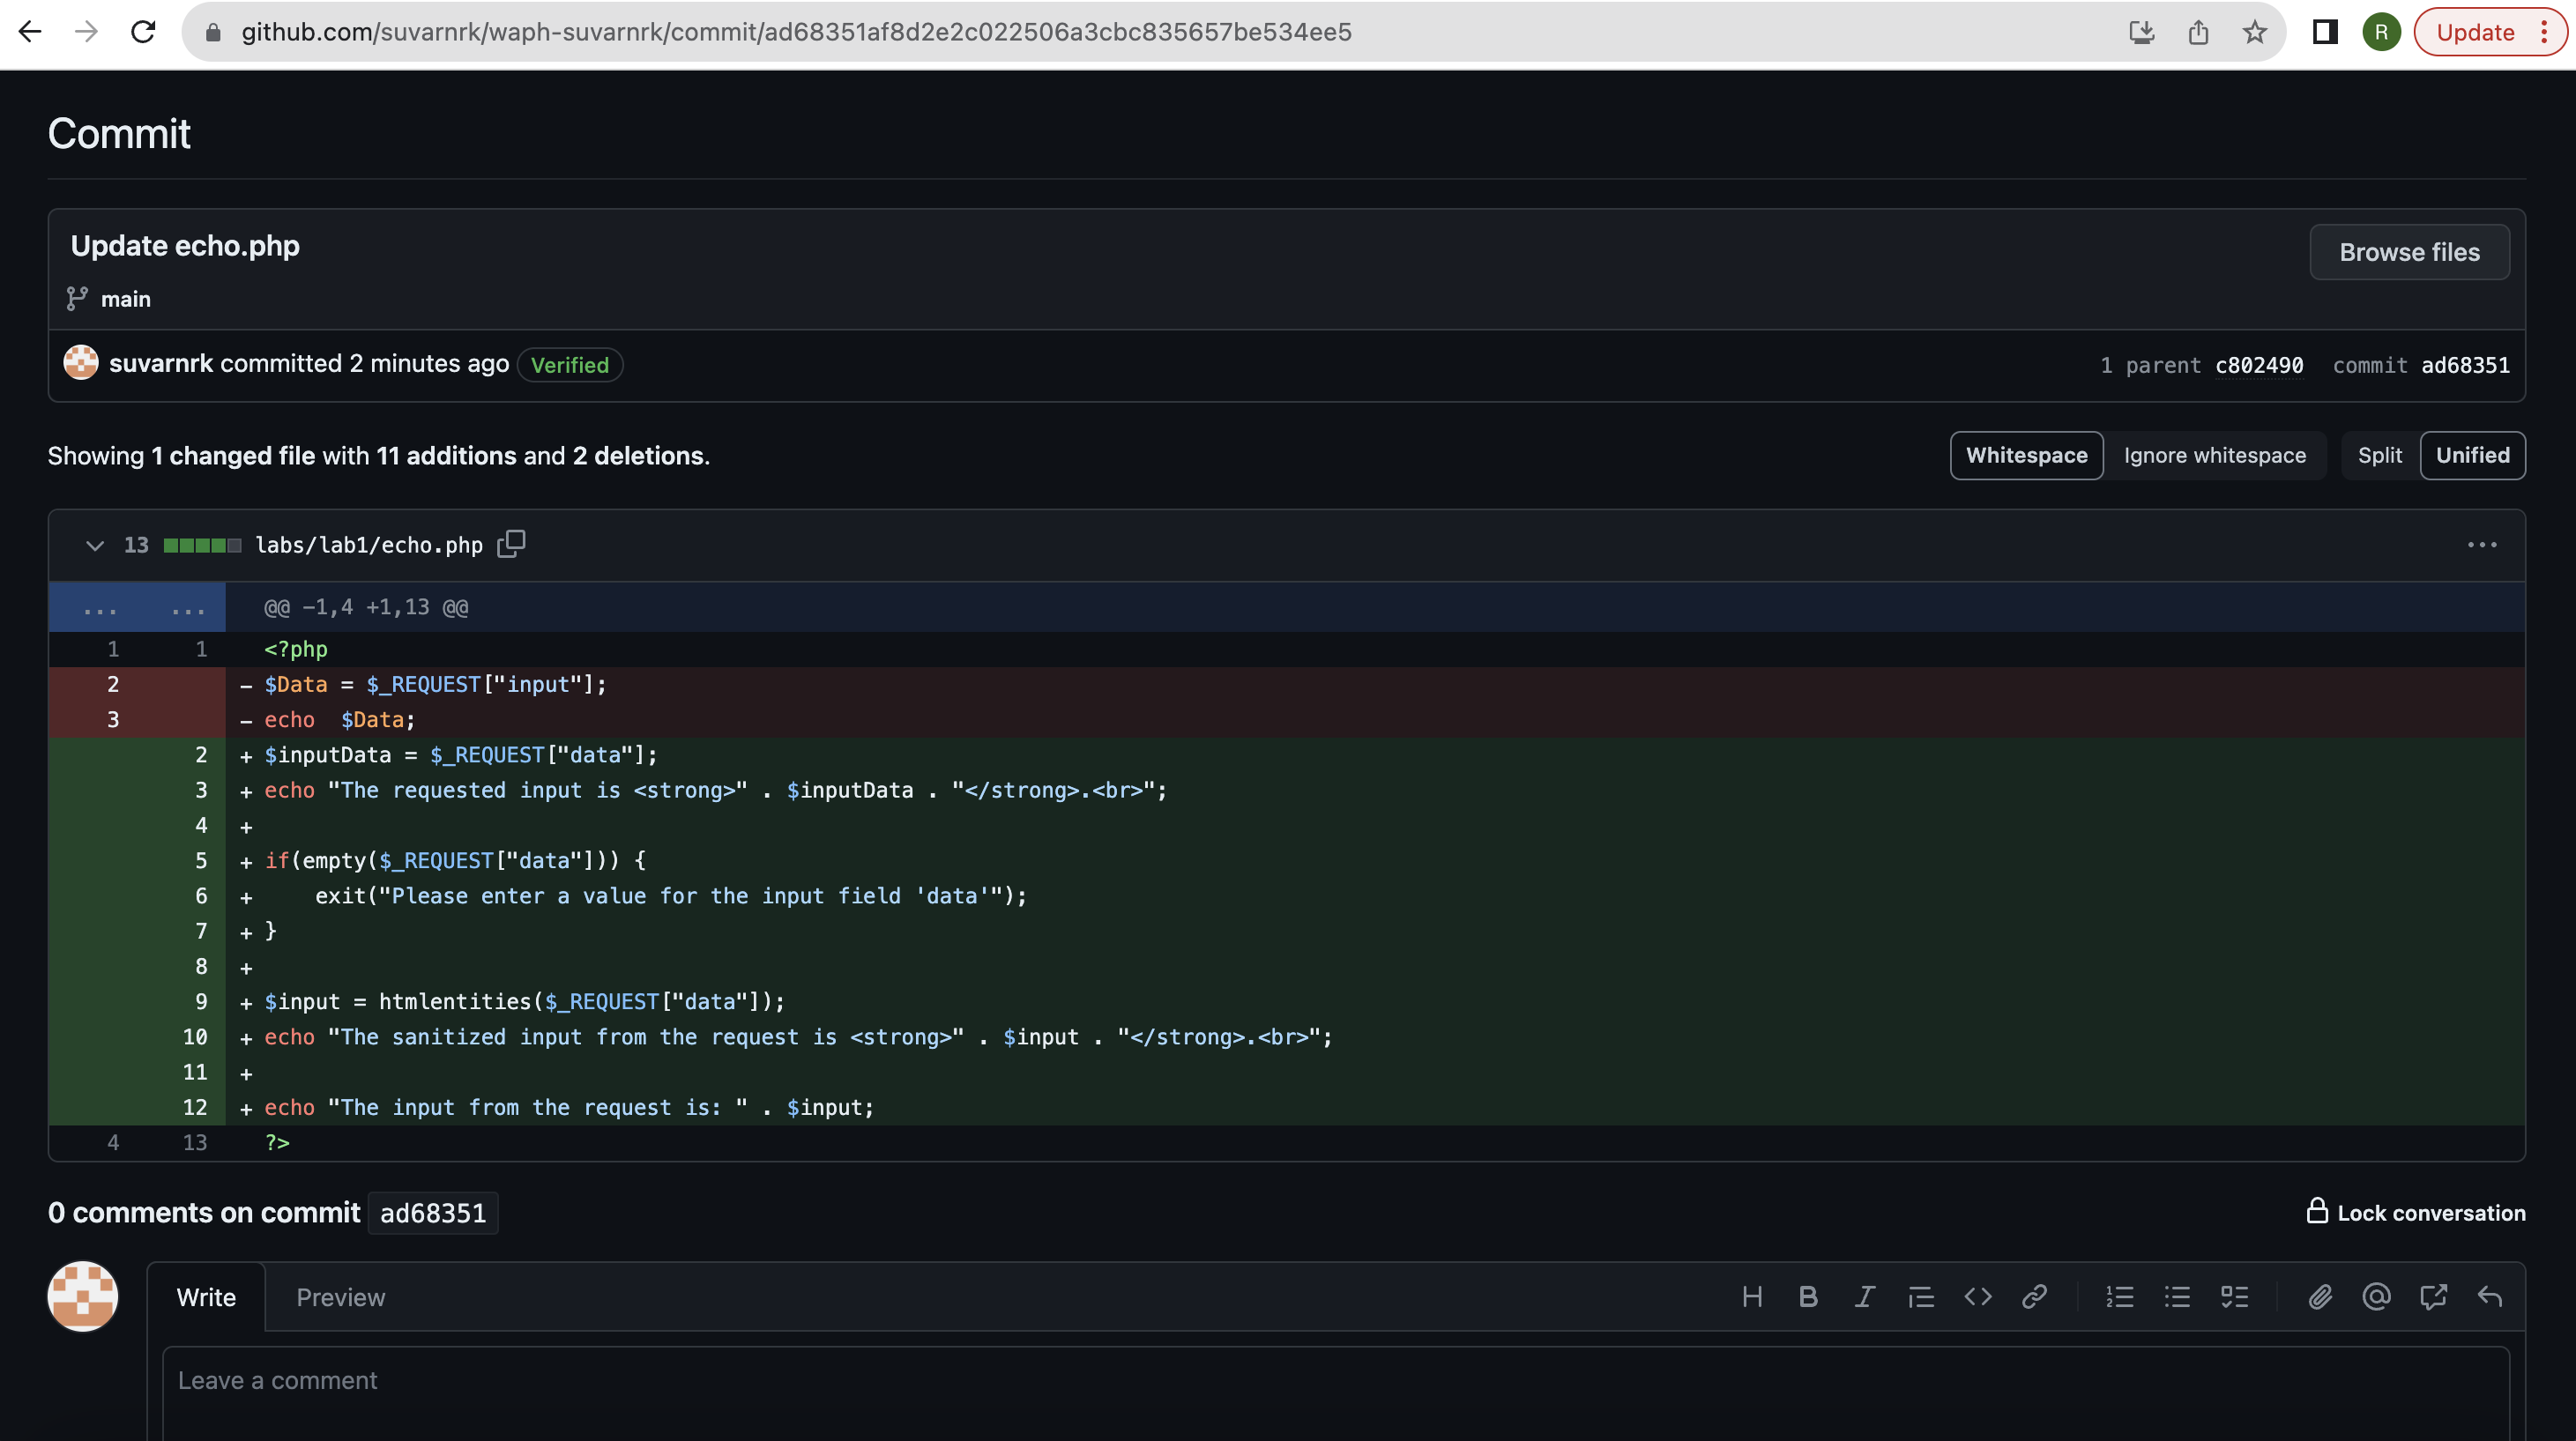 github.com/suvarnrk/waph-suvarnrk/commit/ad68351af8d2e2c022506a3cbc835657be534ee5
R
Update
Commit
Update echo.php
Browse files
main
suvarnrk committed 2 minutes ago Verified
1 parent c802490 commit ad68351
Showing 1 changed file with 11 additions and 2 deletions.
Whitespace Ignore whitespace Split Unified
13 labs/lab1/echo.php
... ... @@ -1,4 +1,13 @@
1 1 <?php
2 - $Data = $_REQUEST["input"];
3 - echo  $Data;
2 + $inputData = $_REQUEST["data"];
3 + echo "The requested input is <strong>" . $inputData . "</strong>.<br>";
4 +
5 + if(empty($_REQUEST["data"])) {
6 +     exit("Please enter a value for the input field 'data'");
7 + }
8 +
9 + $input = htmlentities($_REQUEST["data"]);
10 + echo "The sanitized input from the request is <strong>" . $input . "</strong>.<br>";
11 +
12 + echo "The input from the request is: " . $input;
4 13 ?>
0 comments on commit ad68351
Lock conversation
Write Preview
Leave a comment